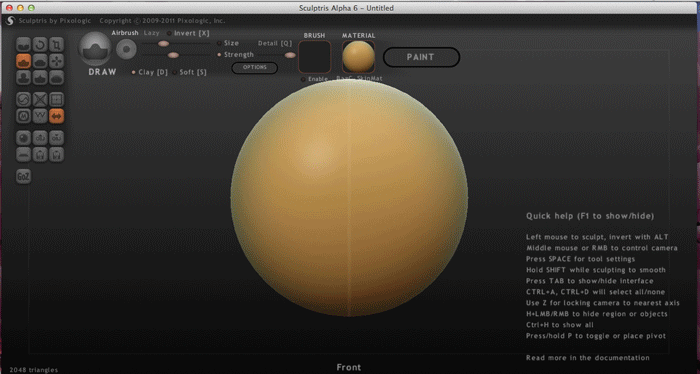 Sculptris Alpha 6 - Untitled
Sculptris by Pixologic Copyright © 2009-2011 Pixologic, Inc.
Airbrush Lazy Invert [X]
Size Detail [Q]
Strength
DRAW Clay [D] Soft [S] OPTIONS
BRUSH
Enable
MATERIAL
SkinMat
PAINT
GoZ
Quick help (F1 to show/hide)
Left mouse to sculpt, invert with ALT
Middle mouse or RMB to control camera
Press SPACE for tool settings
Hold SHIFT while sculpting to smooth
Press TAB to show/hide interface
CTRL+A, CTRL+D will select all/none
Use Z for locking camera to nearest axis
H+LMB/RMB to hide region or objects
Ctrl+H to show all
Press/hold P to toggle or place pivot
Read more in the documentation
Front
2048 triangles